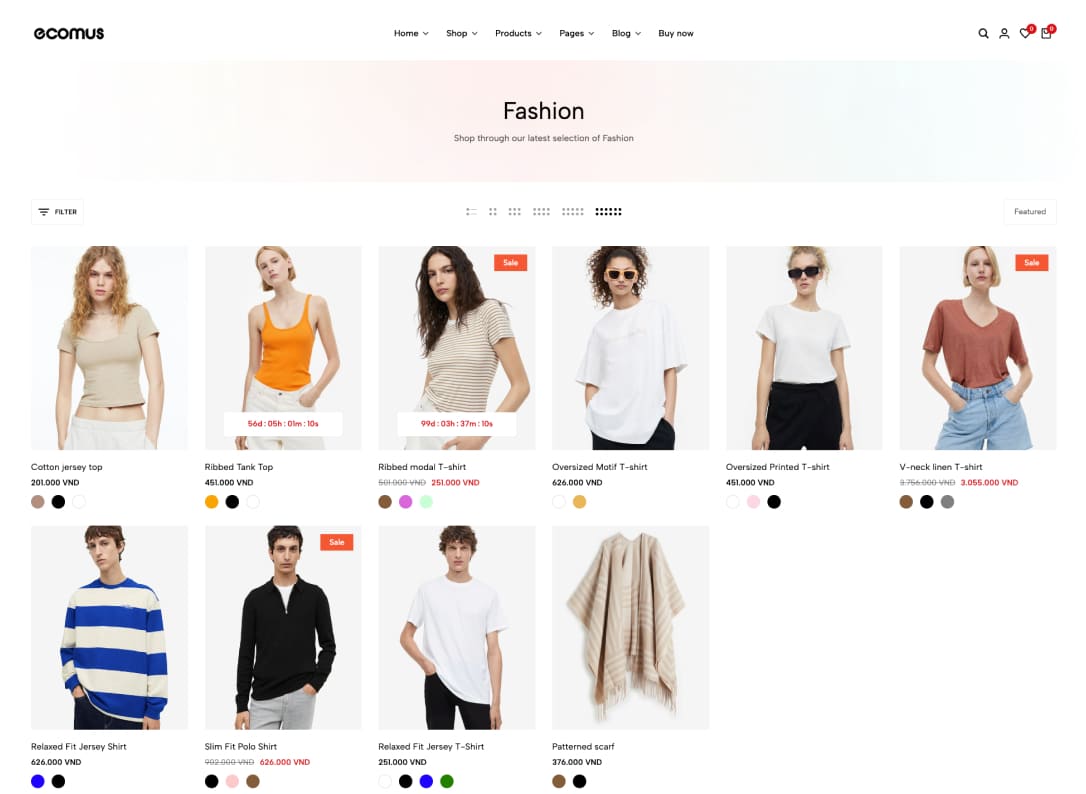 ecomus
Home Shop Products Pages Blog Buy now
0 0
Fashion
Shop through our latest selection of Fashion
FILTER
Featured
Sale
Sale
56d : 05h : 01m : 10s
99d : 03h : 37m : 10s
Cotton jersey top
201.000 VND
Ribbed Tank Top
451.000 VND
Ribbed modal T-shirt
501.000 VND 251.000 VND
Oversized Motif T-shirt
626.000 VND
Oversized Printed T-shirt
451.000 VND
V-neck linen T-shirt
3.756.000 VND 3.055.000 VND
Sale
Relaxed Fit Jersey Shirt
626.000 VND
Slim Fit Polo Shirt
902.000 VND 626.000 VND
Relaxed Fit Jersey T-Shirt
251.000 VND
Patterned scarf
376.000 VND